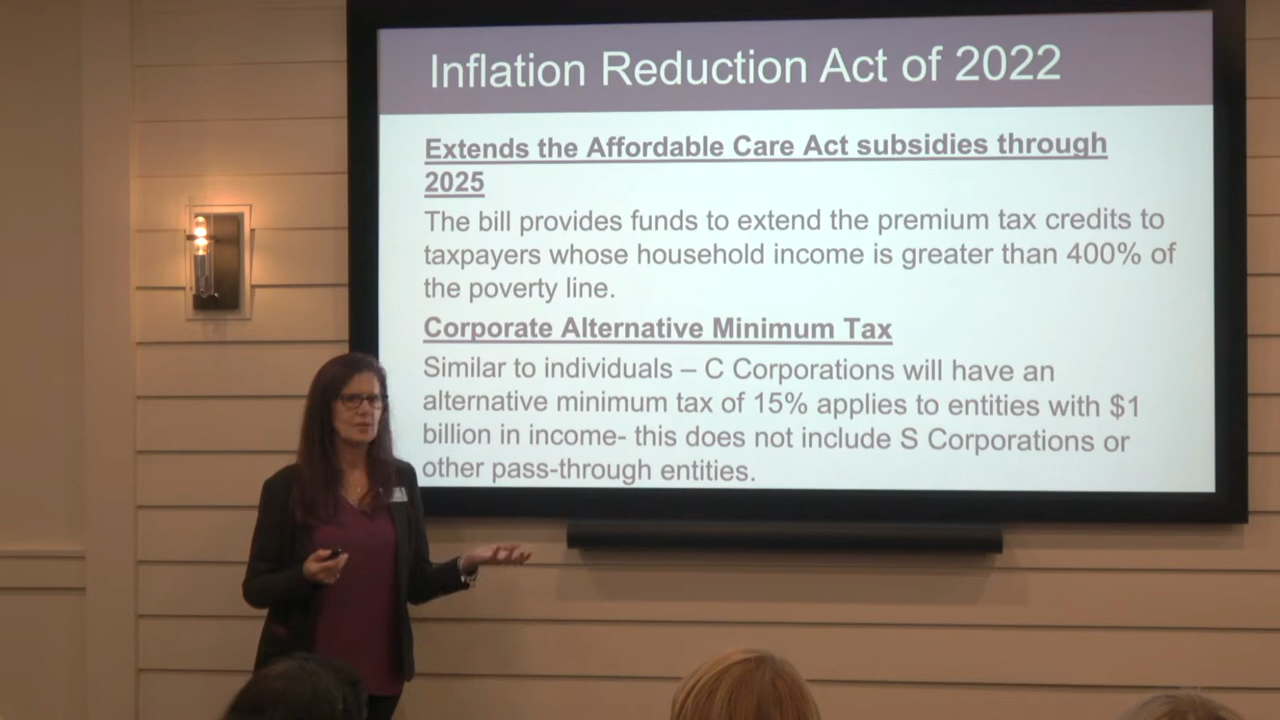 Inflation Reduction Act of 2022
Extends the Affordable Care Act subsidies through
2025
The bill provides funds to extend the premium tax credits to
taxpayers whose household income is greater than 400% of
the poverty line.
Corporate Alternative Minimum Tax
Similar to individuals – C Corporations will have an
alternative minimum tax of 15% applies to entities with $1
billion in income- this does not include S Corporations or
other pass-through entities.